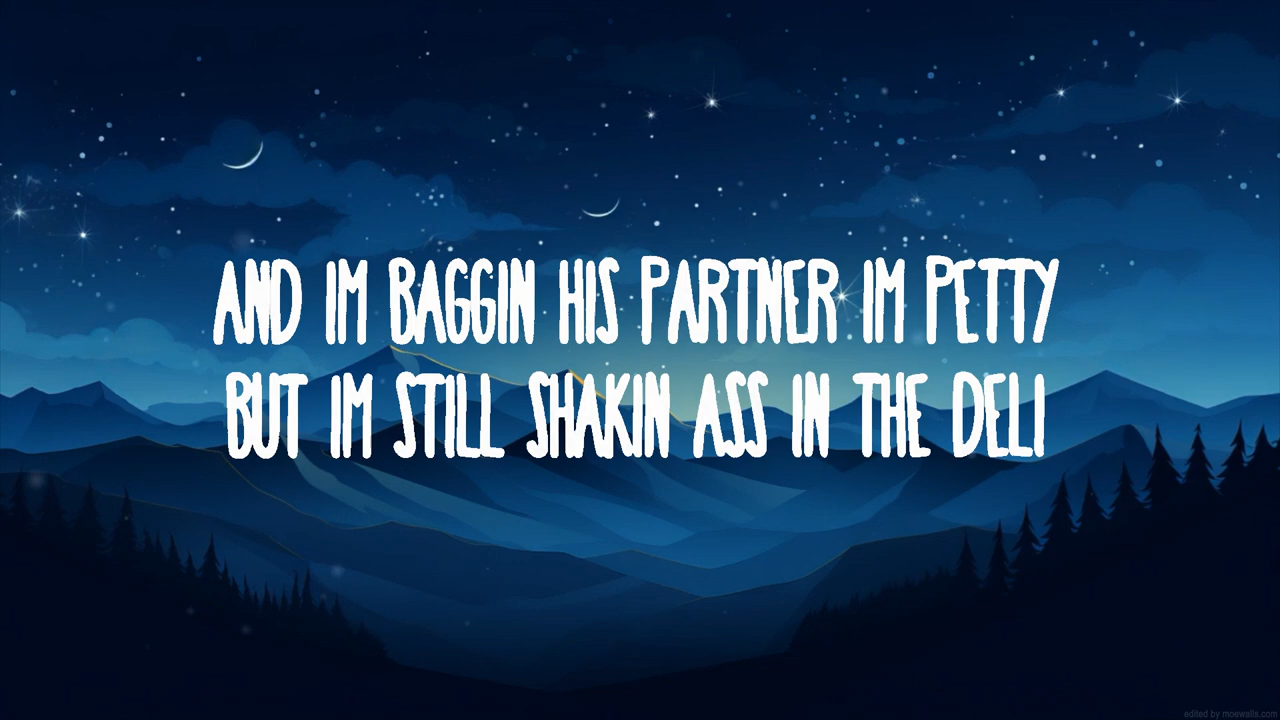 AND IM BAGGIN HIS PARTNER IM PETTY
BUT IM STILL SHAKIN ASS IN THE DELI
edited by moewalls.com